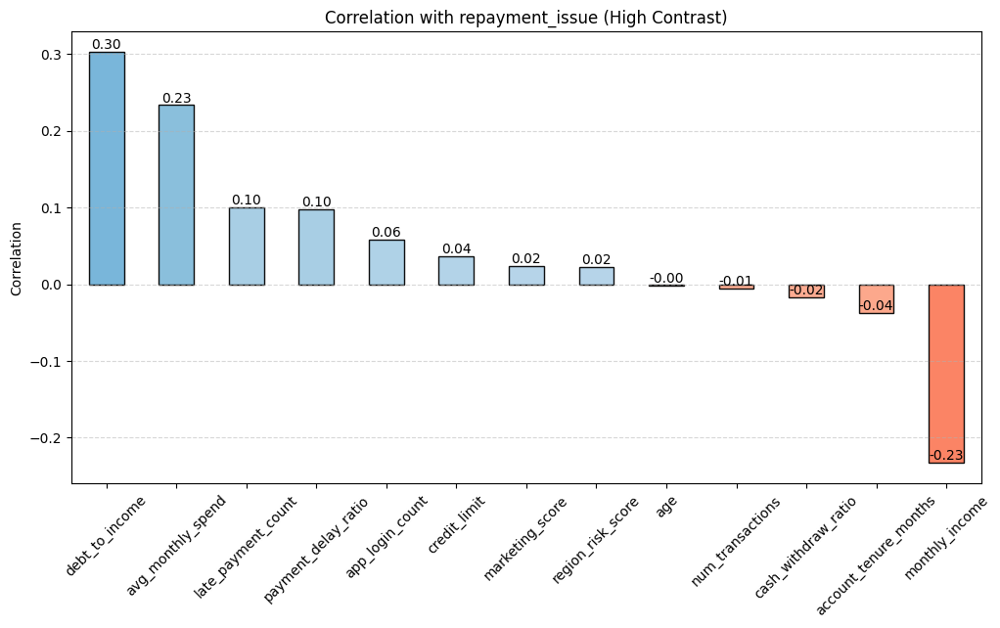 Correlation with repayment_issue (High Contrast)
Correlation
0.3
0.2
0.1
0.0
−0.1
−0.2
0.30
0.23
0.10
0.10
0.06
0.04
0.02
0.02
-0.00
-0.01
-0.02
-0.04
-0.23
debt_to_income
avg_monthly_spend
late_payment_count
payment_delay_ratio
app_login_count
credit_limit
marketing_score
region_risk_score
age
num_transactions
cash_withdraw_ratio
account_tenure_months
monthly_income